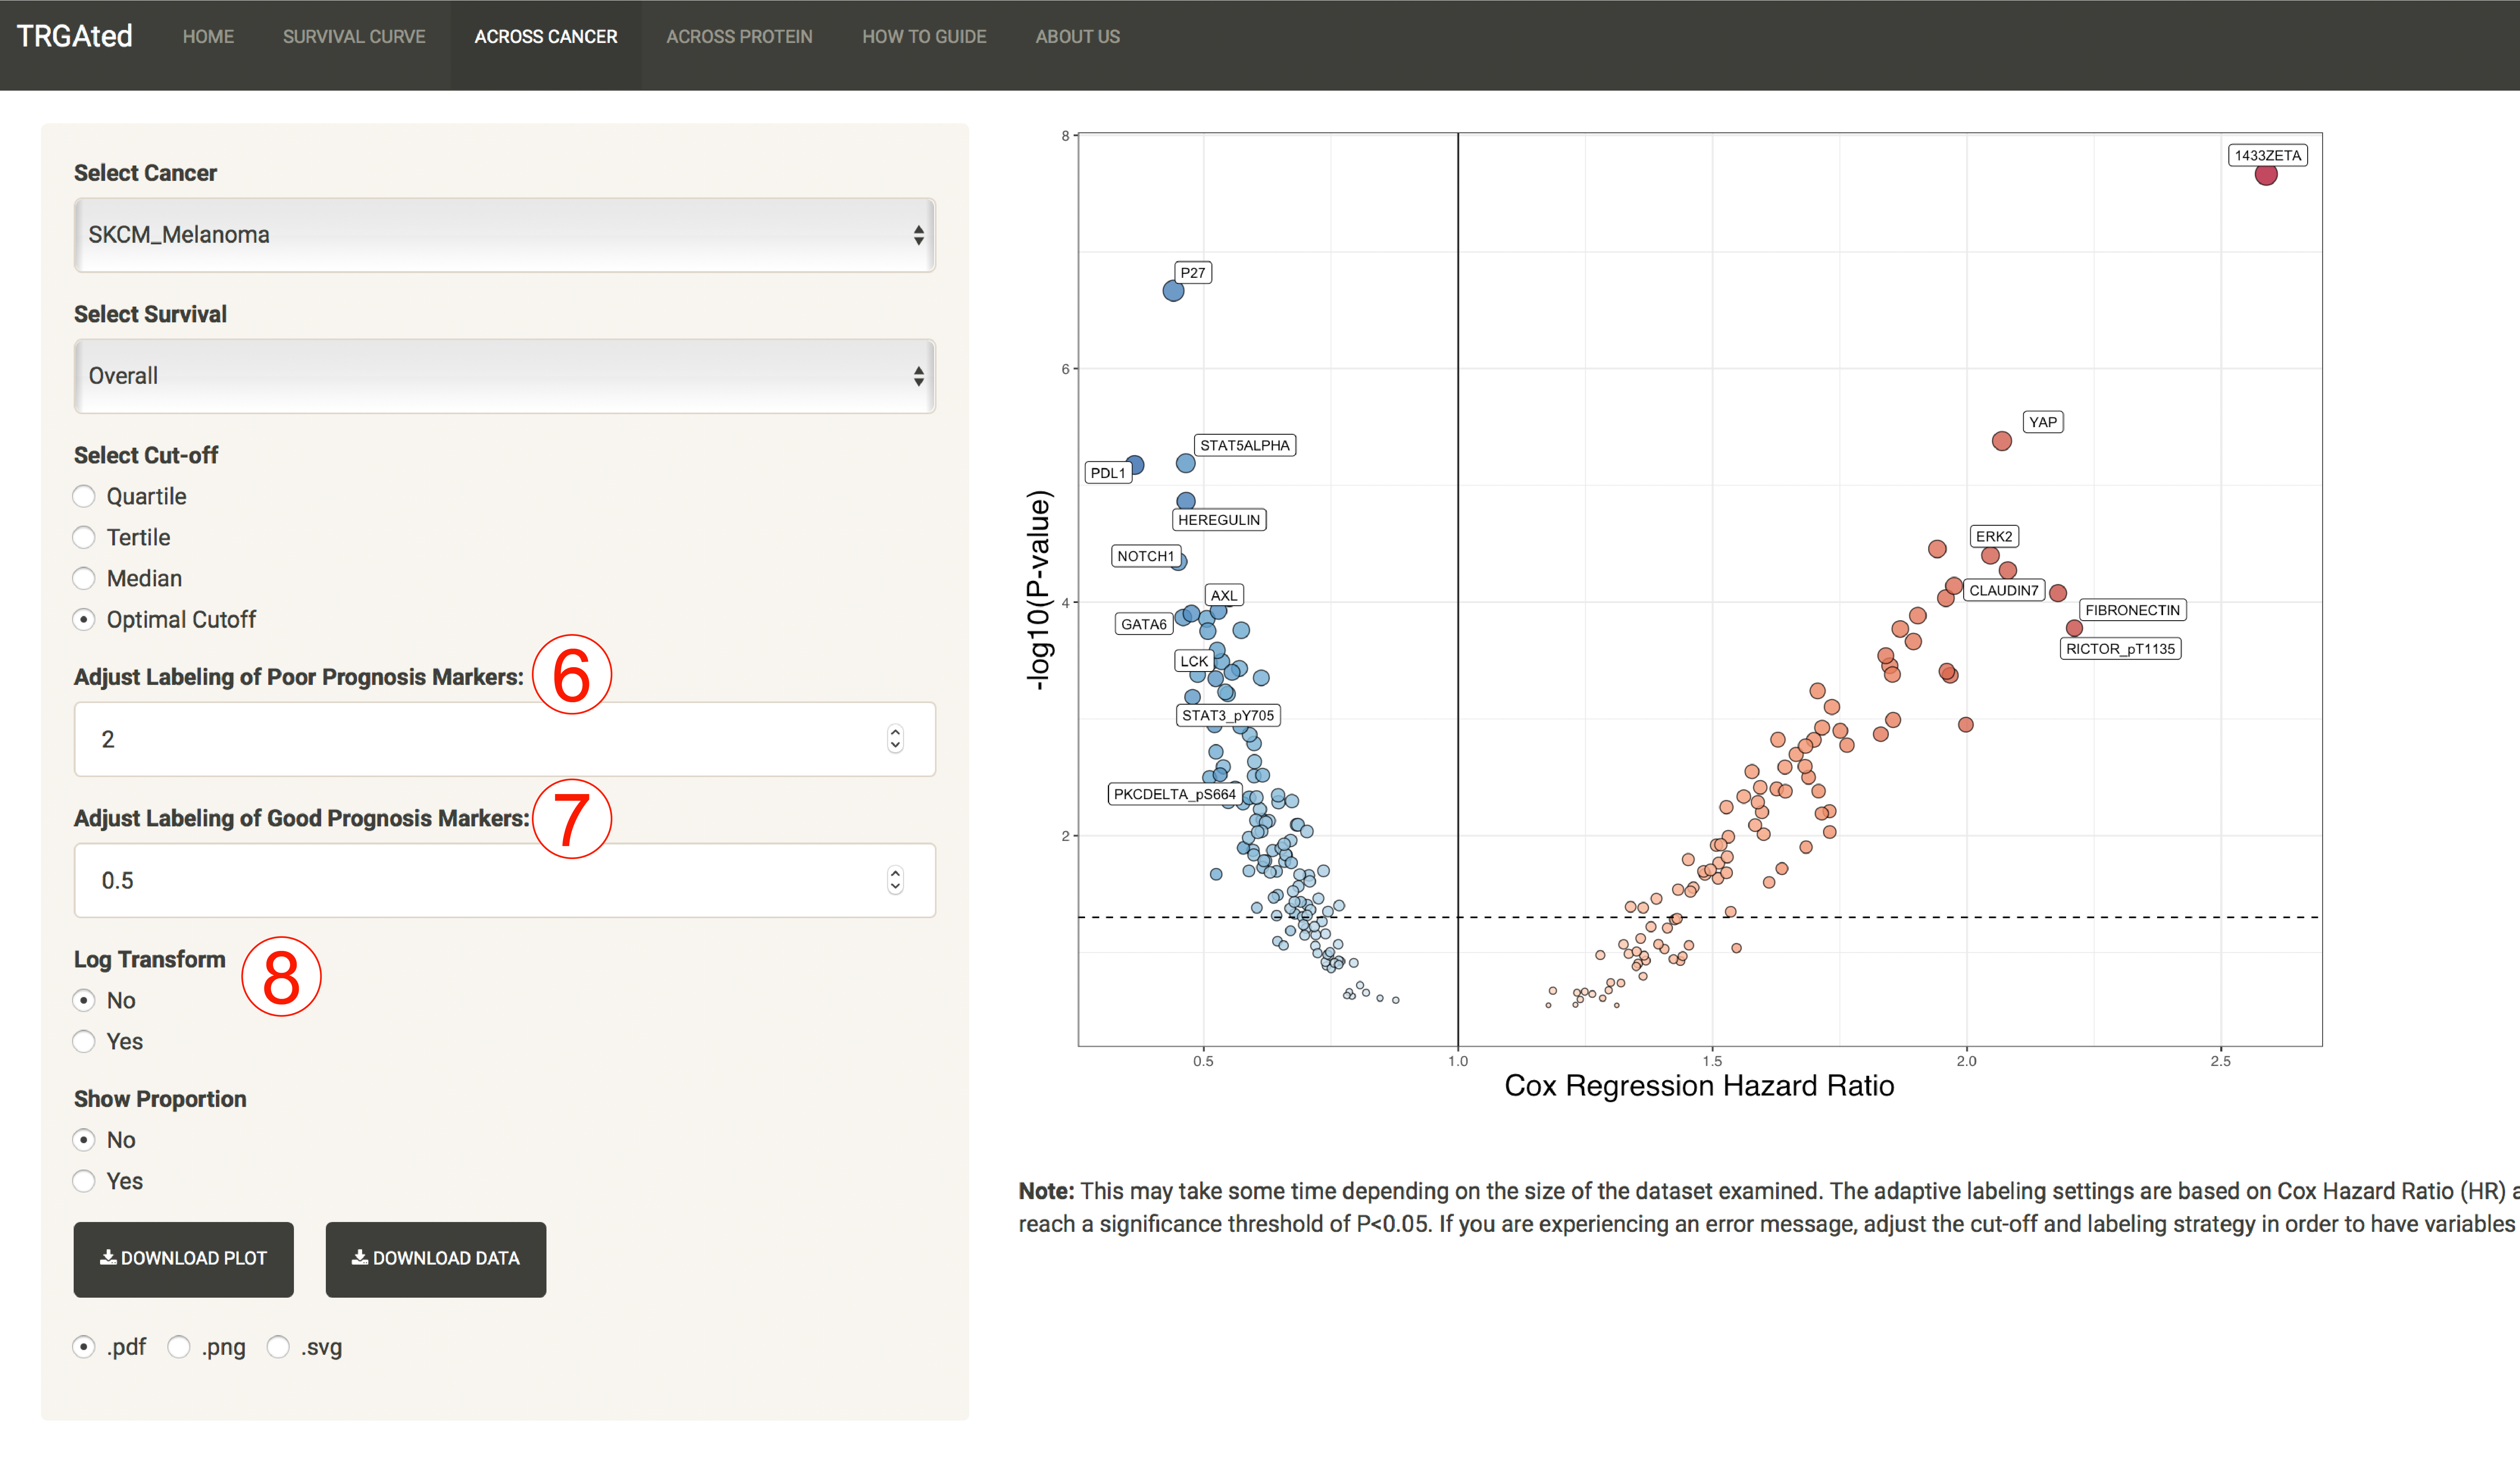 TRGAted HOME SURVIVAL CURVE ACROSS CANCER ACROSS PROTEIN HOW TO GUIDE ABOUT US
Select Cancer
SKCM_Melanoma
Select Survival
Overall
Select Cut-off
Quartile
Tertile
Median
Optimal Cutoff
Adjust Labeling of Poor Prognosis Markers: 6
2
Adjust Labeling of Good Prognosis Markers: 7
0.5
Log Transform 8
No
Yes
Show Proportion
No
Yes
DOWNLOAD PLOT DOWNLOAD DATA
.pdf .png .svg
8
6
4
2
-log10(P-value)
1433ZETA
P27
YAP
STAT5ALPHA
PDL1
HEREGULIN
ERK2
NOTCH1
CLAUDIN7
AXL
FIBRONECTIN
GATA6
RICTOR_pT1135
LCK
STAT3_pY705
PKCDELTA_pS664
0.5 1.0 1.5 2.0 2.5
Cox Regression Hazard Ratio
Note: This may take some time depending on the size of the dataset examined. The adaptive labeling settings are based on Cox Hazard Ratio (HR)
reach a significance threshold of P<0.05. If you are experiencing an error message, adjust the cut-off and labeling strategy in order to have variables